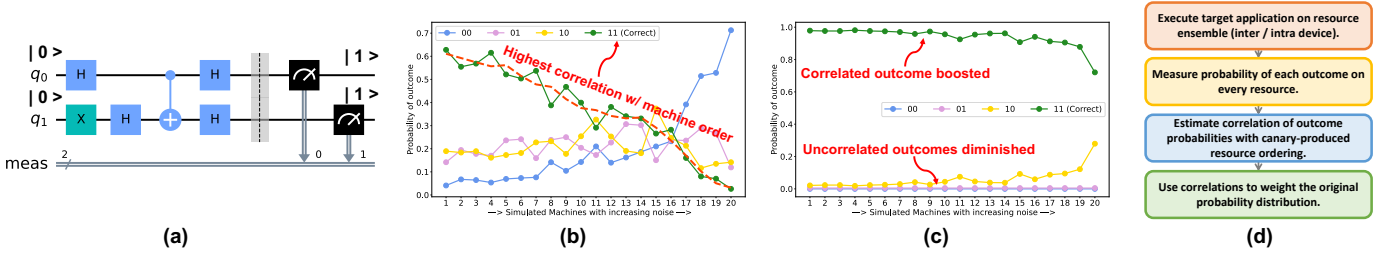 | 0 >
q0
H
H
| 1 >
| 0 >
q1
X
H
H
| 1 >
meas
2
0
1
(a)
Probability of outcome
0.7
0.6
0.5
0.4
0.3
0.2
0.1
0.0
00
01
10
11 (Correct)
Highest correlation w/ machine order
1 2 3 4 5 6 7 8 9 10 11 12 13 14 15 16 17 18 19 20
—> Simulated Machines with increasing noise —>
(b)
Probability of outcome
1.0
0.8
0.6
0.4
0.2
0.0
Correlated outcome boosted
00
01
10
11 (Correct)
Uncorrelated outcomes diminished
1 2 3 4 5 6 7 8 9 10 11 12 13 14 15 16 17 18 19 20
—> Simulated Machines with increasing noise —>
(c)
Execute target application on resource
ensemble (inter / intra device).
Measure probability of each outcome on
every resource.
Estimate correlation of outcome
probabilities with canary-produced
resource ordering.
Use correlations to weight the original
probability distribution.
(d)